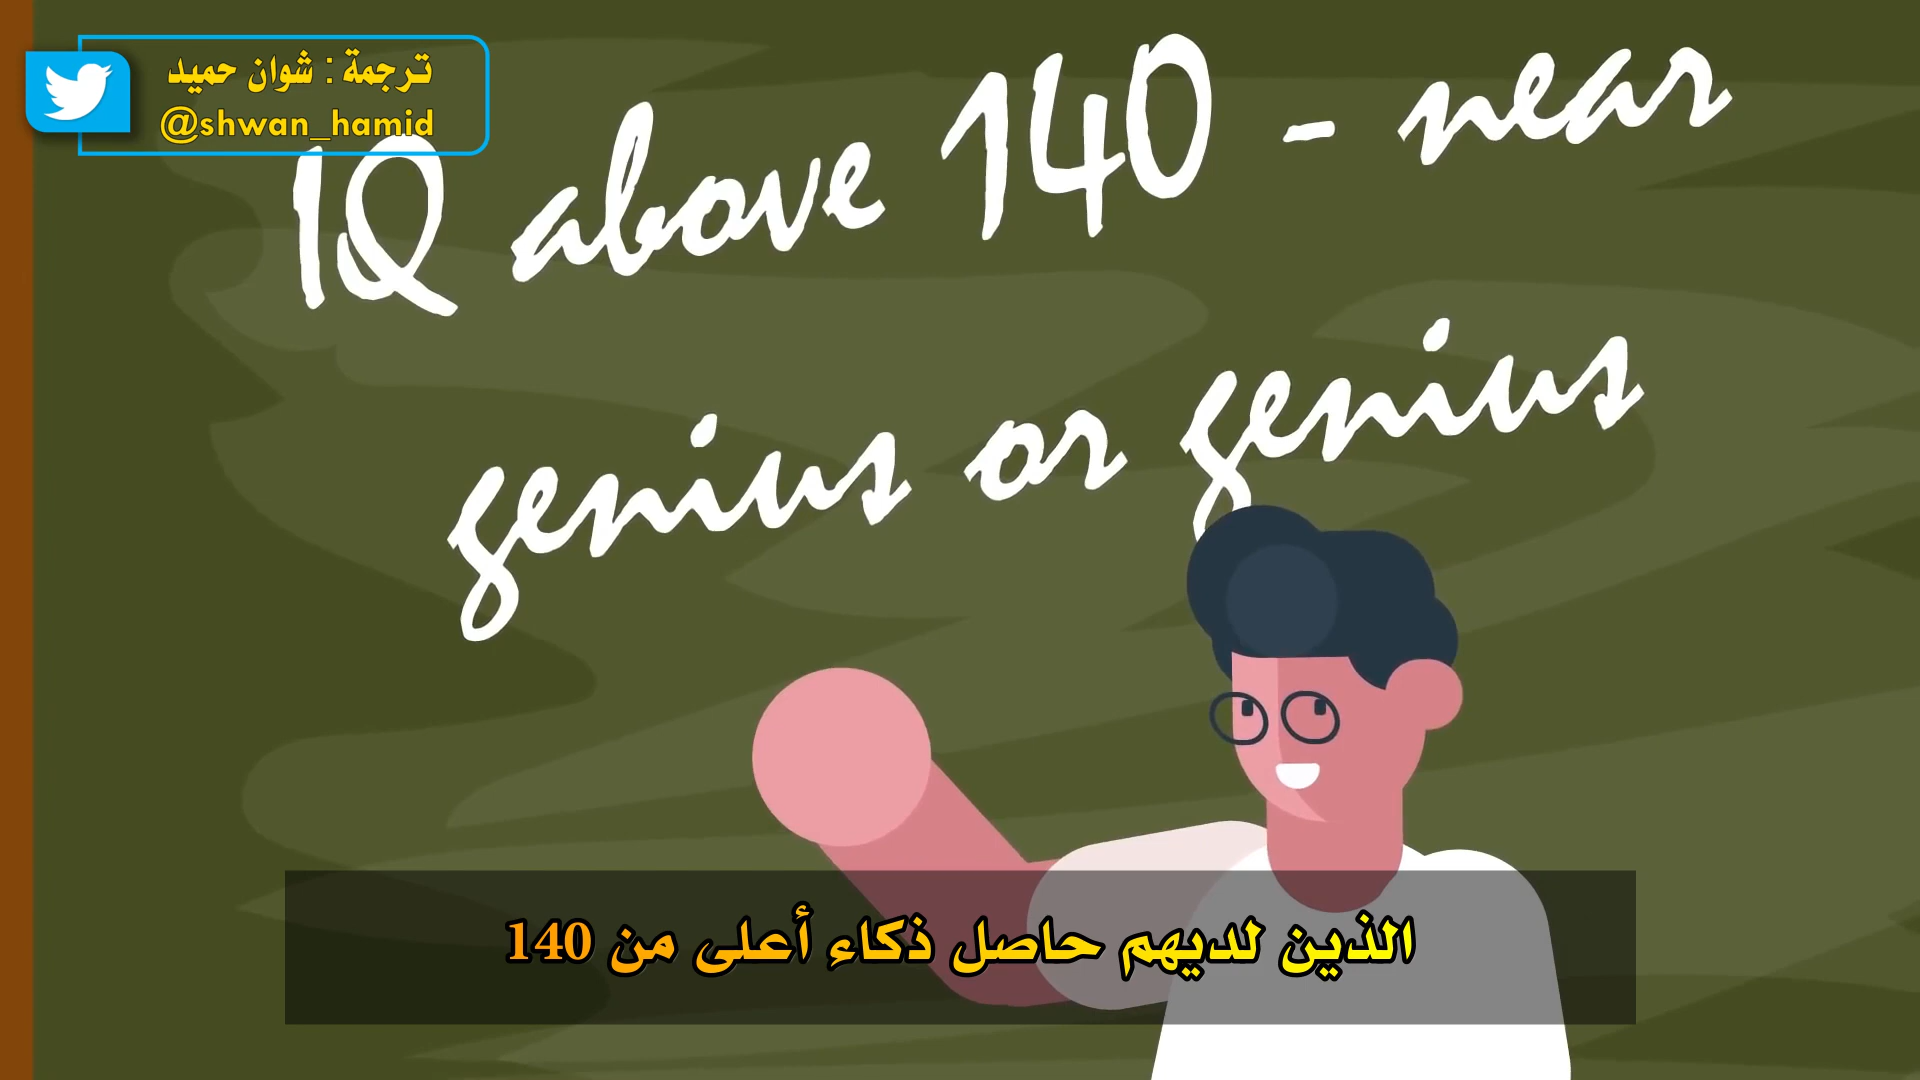 ترجمة : شوان حميد
@shwan_hamid
IQ above 140 - near
genius or genius
الذين لديهم حاصل ذكاء أعلى من 140